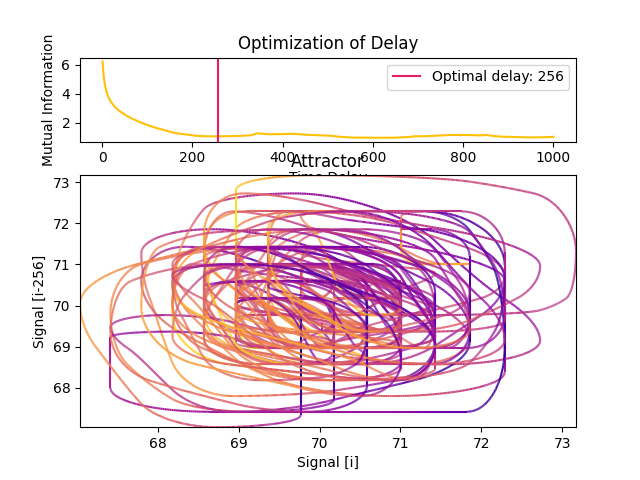 Optimization of Delay
Mutual Information
6
4
2
Optimal delay: 256
0 200 400 600 800 1000
Time Delay
Attractor
Signal [i-256]
73
72
71
70
69
68
68 69 70 71 72 73
Signal [i]